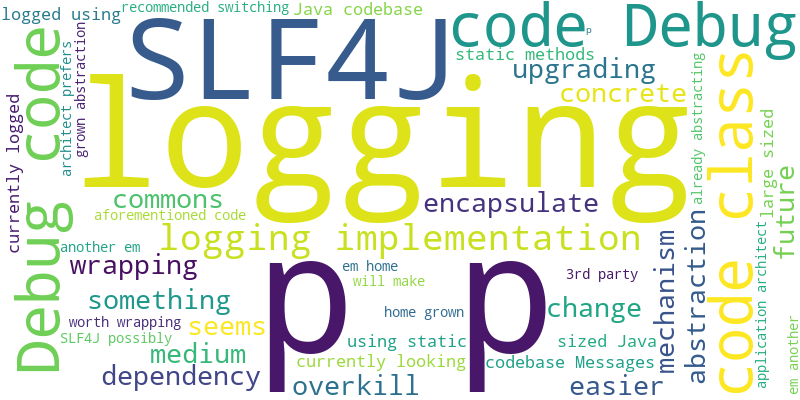 logged using
recommended switching
Java codebase
SLF4J
code
p
Debug
static methods
upgrading
concrete
logging
Debug code
architect prefers
grown abstraction
currently logged
commons
encapsulate
aforementioned code
logging implementation
another em
wrapping
em home
3rd party
will make
p p
something
home grown
change
worth wrapping
seems
SLF4J possibly
using static
sized Java
medium
currently looking
codebase Messages
dependency
overkill
easier
mechanism
abstraction
already abstracting
code class
application architect
large sized
future
em another